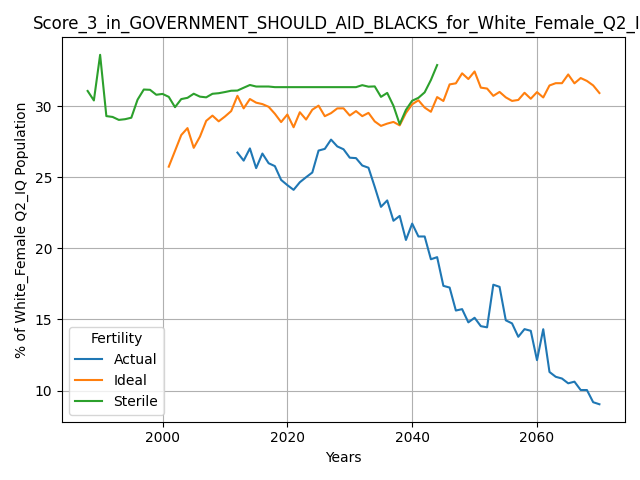 Score_3_in_GOVERNMENT_SHOULD_AID_BLACKS_for_White_Female_Q2_I
% of White_Female Q2_IQ Population
30
25
20
15
10
Fertility
Actual
Ideal
Sterile
2000
2020
2040
2060
Years